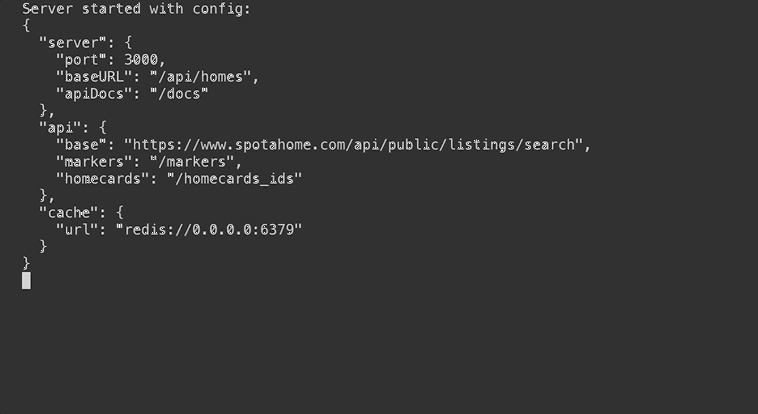 Server started with config:
{
  "server": {
    "port": 3000,
    "baseURL": "/api/homes",
    "apiDocs": "/docs"
  },
  "api": {
    "base": "https://www.spotahome.com/api/public/listings/search",
    "markers": "/markers",
    "homecards": "/homecards_ids"
  },
  "cache": {
    "url": "redis://0.0.0.0:6379"
  }
}